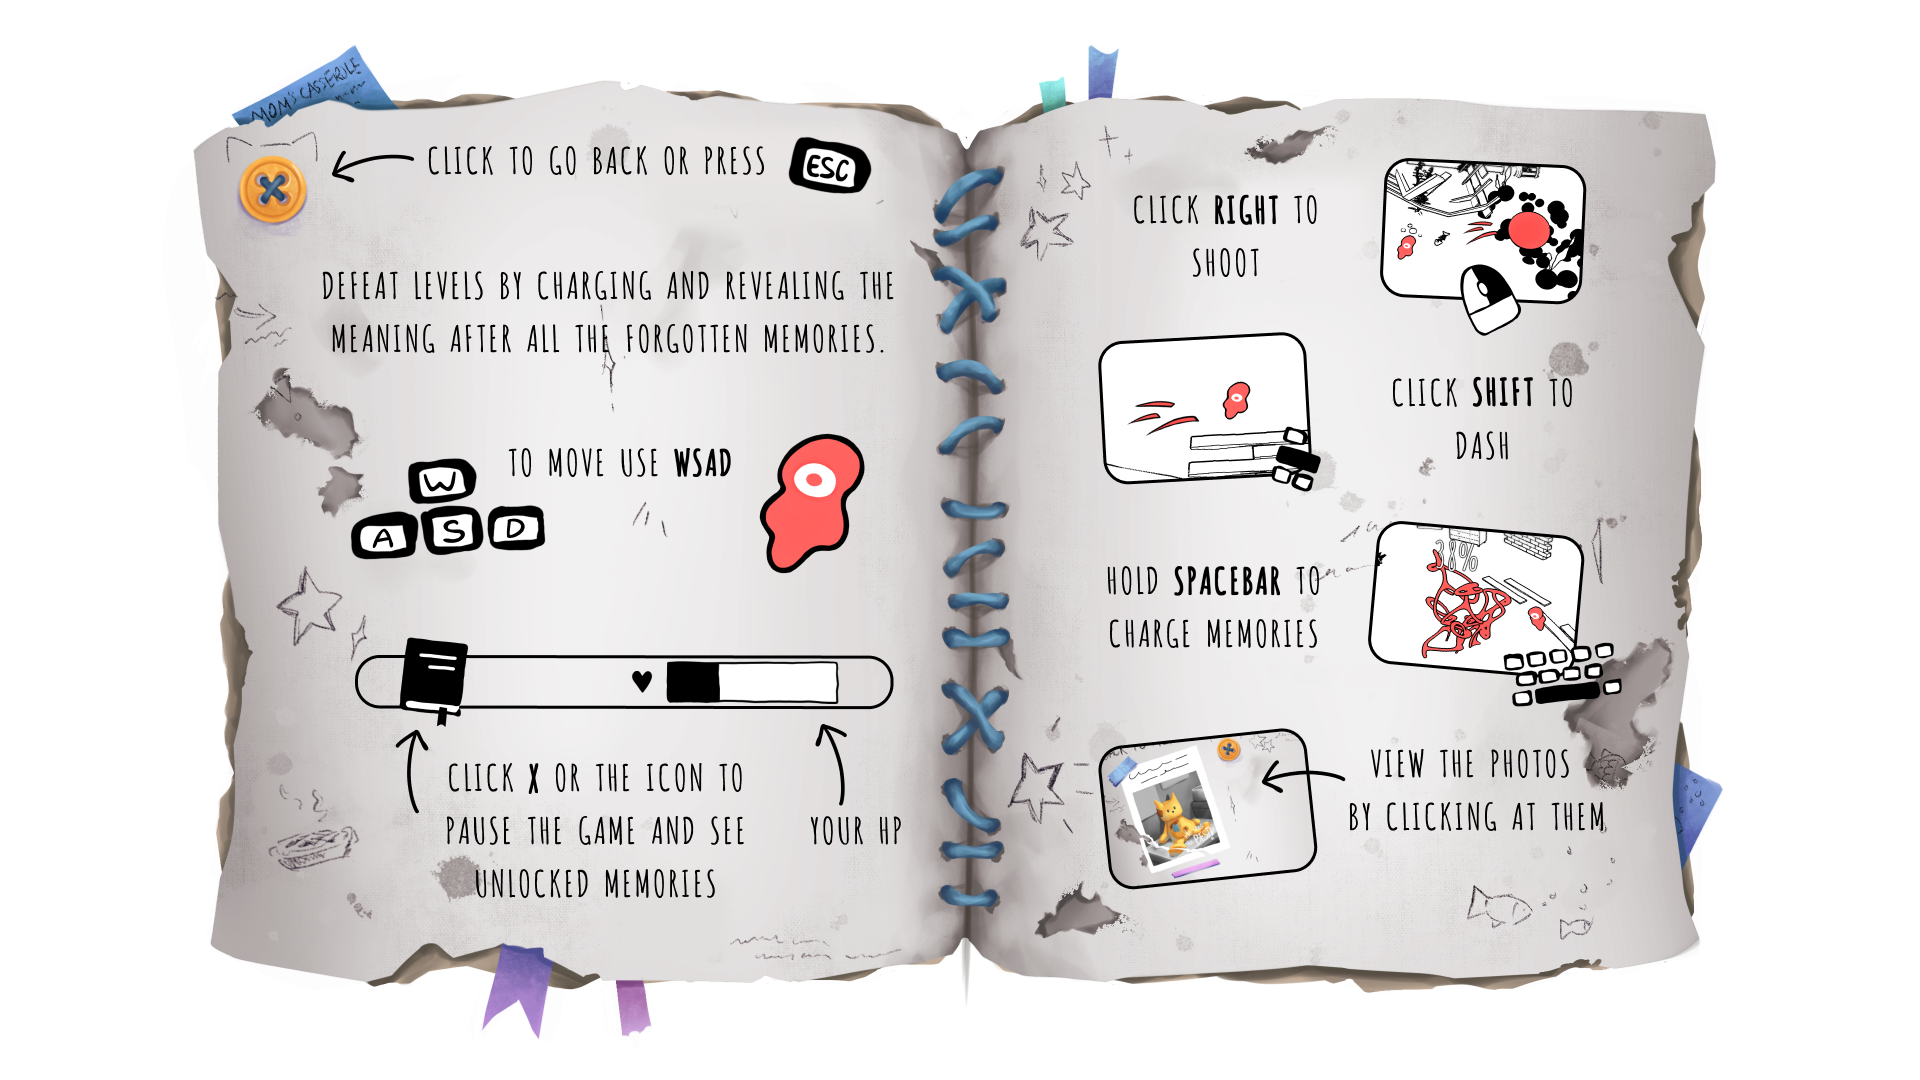 MOM'S CASSEROLE
CLICK TO GO BACK OR PRESS
ESC
DEFEAT LEVELS BY CHARGING AND REVEALING THE
MEANING AFTER ALL THE FORGOTTEN MEMORIES.
TO MOVE USE WSAD
W
A S D
CLICK X OR THE ICON TO
PAUSE THE GAME AND SEE
UNLOCKED MEMORIES
YOUR HP
CLICK RIGHT TO
SHOOT
CLICK SHIFT TO
DASH
38%
HOLD SPACEBAR TO
CHARGE MEMORIES
VIEW THE PHOTOS
BY CLICKING AT THEM